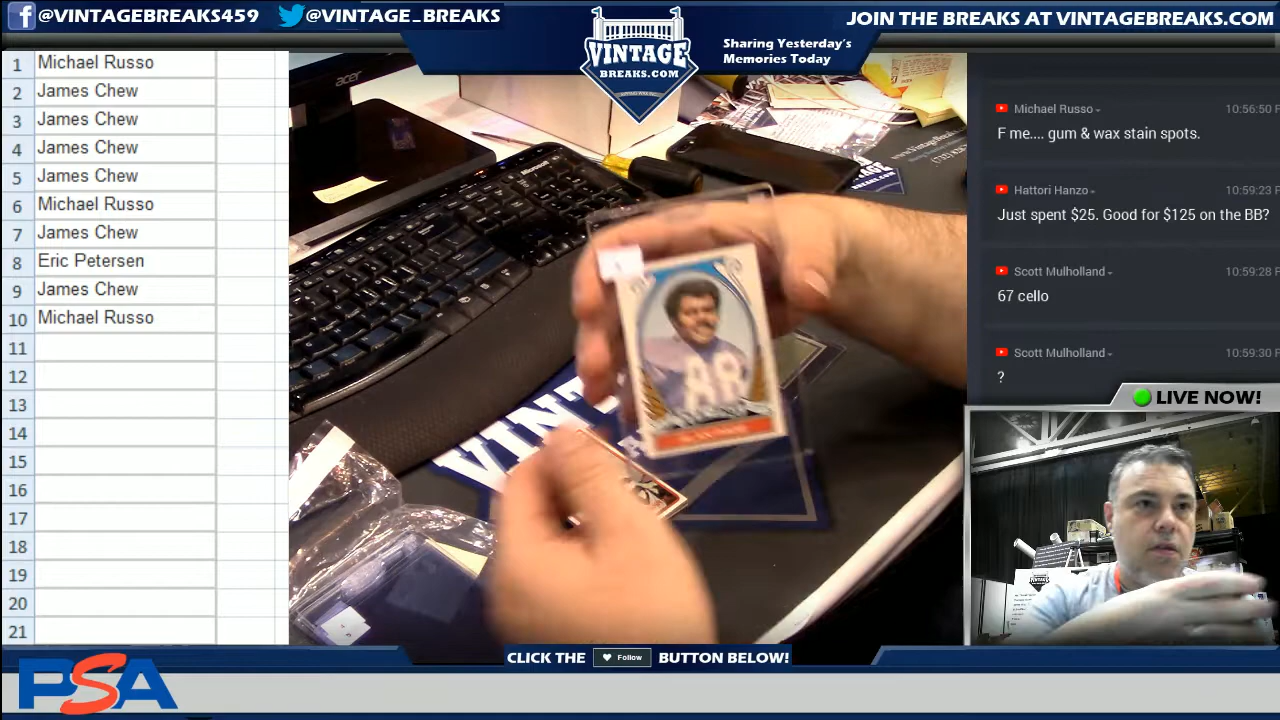 @VINTAGEBREAKS459
@VINTAGE_BREAKS
VINTAGE
BREAKS.COM
Sharing Yesterday's
Memories Today
JOIN THE BREAKS AT VINTAGEBREAKS.COM
1 Michael Russo
2 James Chew
3 James Chew
4 James Chew
5 James Chew
6 Michael Russo
7 James Chew
8 Eric Petersen
9 James Chew
10 Michael Russo
11
12
13
14
15
16
17
18
19
20
21
acer
Microsoft
88
VINT
Michael Russo
10:56:50
F me.... gum & wax stain spots.
Hattori Hanzo
10:59:23
Just spent $25. Good for $125 on the BB?
Scott Mulholland
10:59:28
67 cello
Scott Mulholland
10:59:30
?
LIVE NOW!
CLICK THE Follow BUTTON BELOW!
PSA